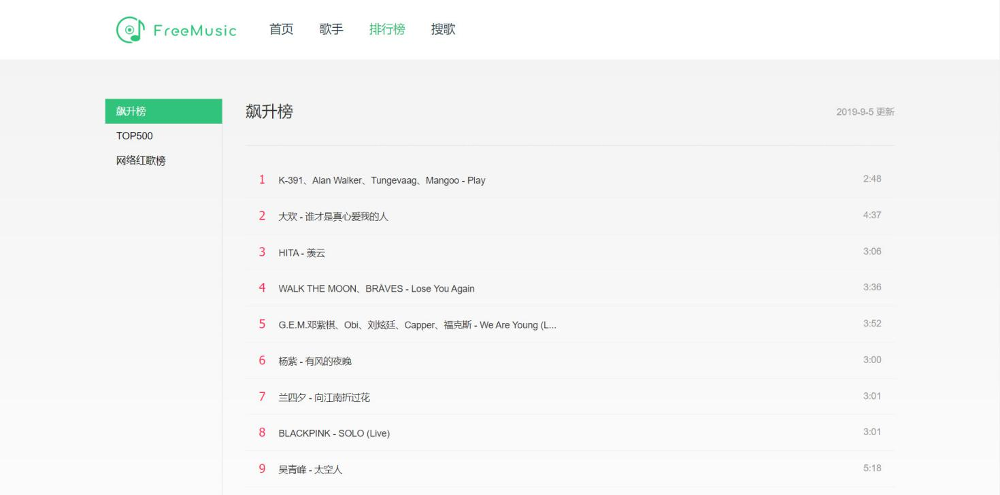 FreeMusic 首页 歌手 排行榜 搜歌
飙升榜
TOP500
网络红歌榜
飙升榜 2019-9-5 更新
1 K-391、Alan Walker、Tungevaag、Mangoo - Play 2:48
2 大欢 - 谁才是真心爱我的人 4:37
3 HITA - 羡云 3:06
4 WALK THE MOON、BRÅVES - Lose You Again 3:36
5 G.E.M.邓紫棋、Obi、刘炫廷、Capper、福克斯 - We Are Young (L... 3:52
6 杨紫 - 有风的夜晚 3:00
7 兰四夕 - 向江南折过花 3:01
8 BLACKPINK - SOLO (Live) 3:01
9 吴青峰 - 太空人 5:18